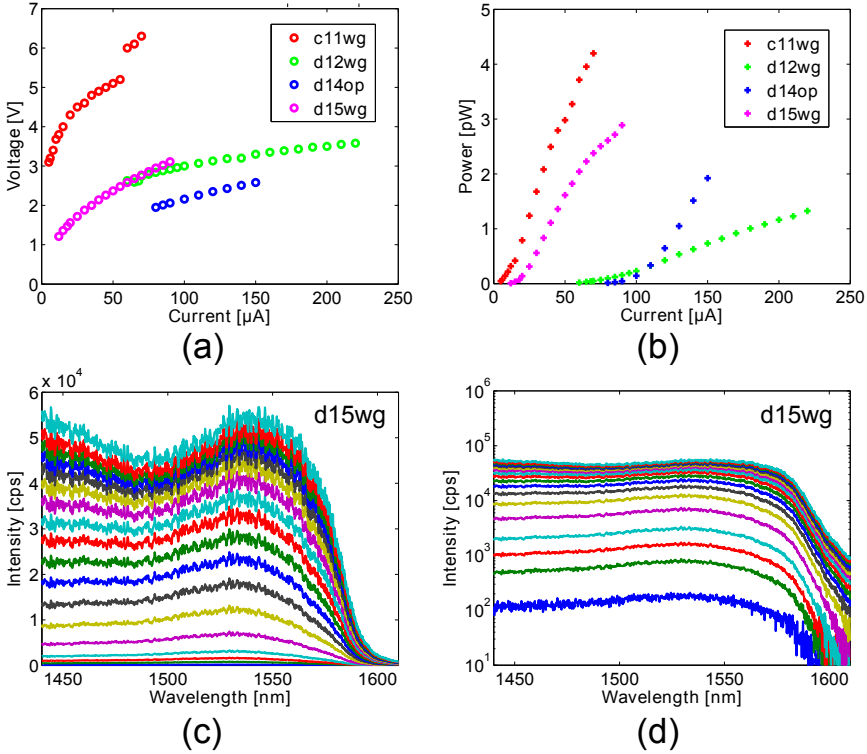 7
6
5
4
3
2
1
0
Voltage [V]
0 50 100 150 200 250
Current [µA]
c11wg
d12wg
d14op
d15wg
(a)
5
4
3
2
1
0
Power [pW]
0 50 100 150 200 250
Current [µA]
c11wg
d12wg
d14op
d15wg
(b)
x 10^4
6
5
4
3
2
1
0
Intensity [cps]
d15wg
1450 1500 1550 1600
Wavelength [nm]
(c)
10^6
10^5
10^4
10^3
10^2
10^1
Intensity [cps]
d15wg
1450 1500 1550 1600
Wavelength [nm]
(d)